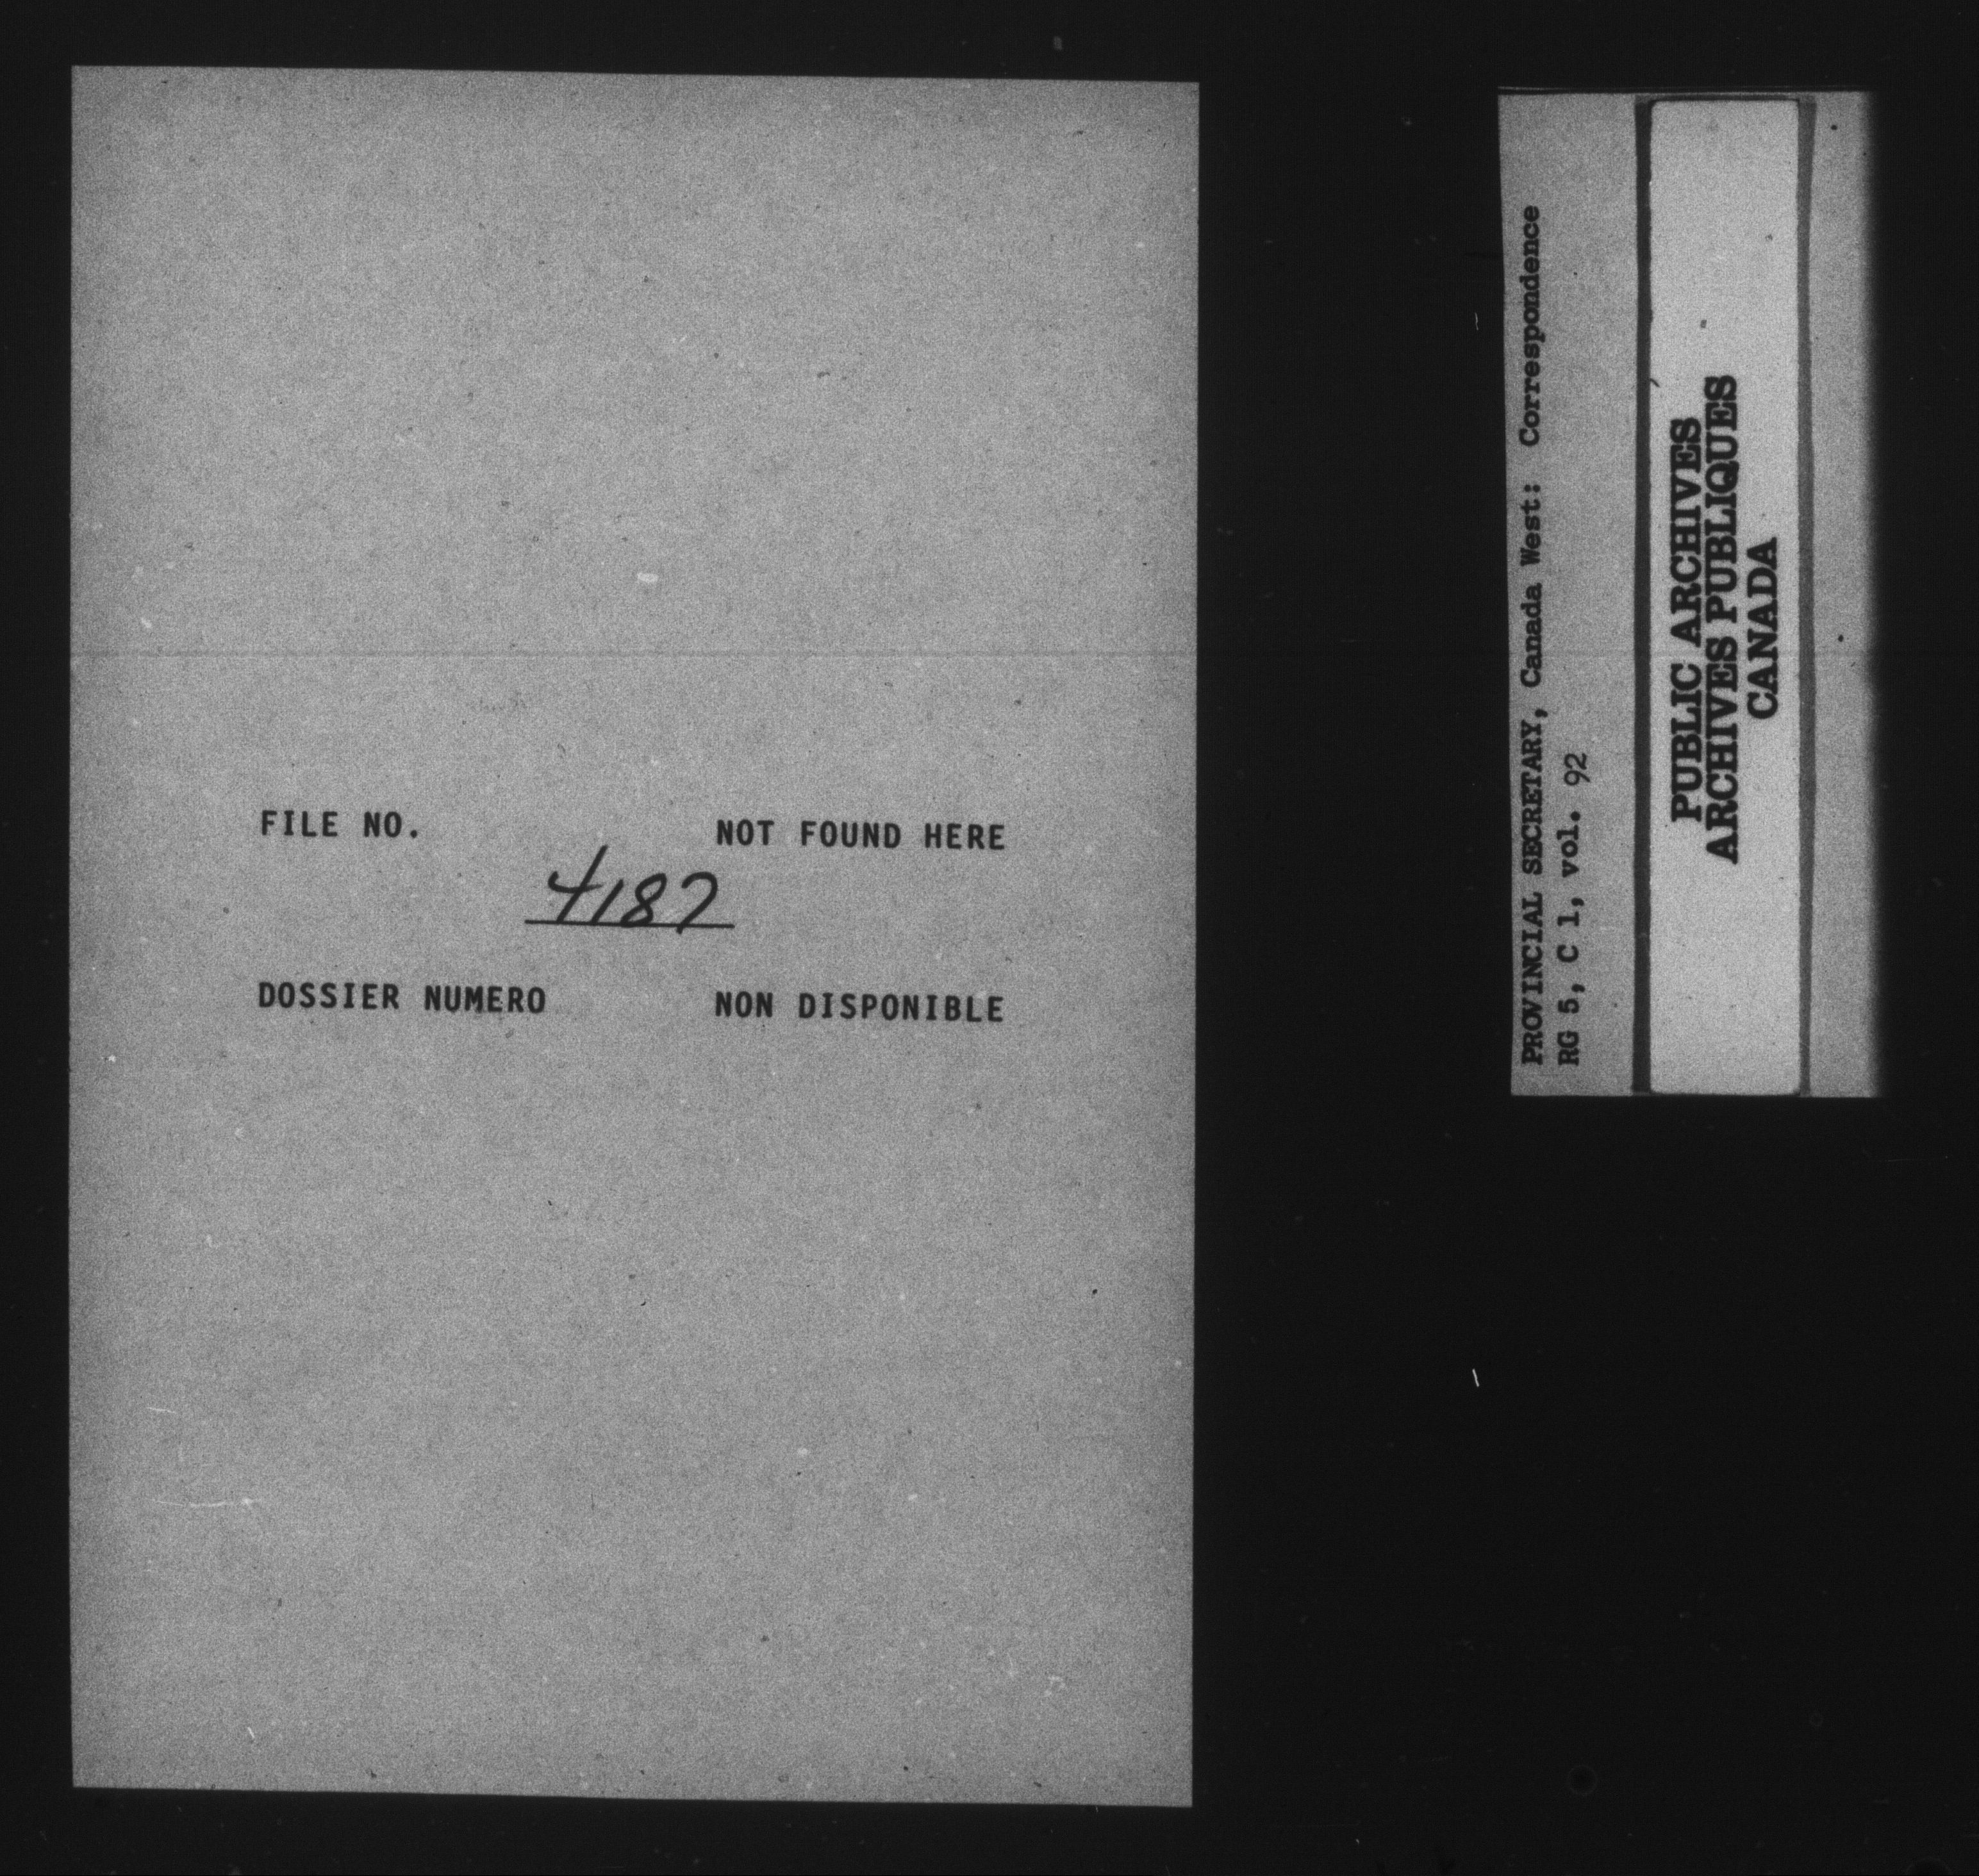 FILE NO. NOT FOUND HERE
4187
DOSSIER NUMERO NON DISPONIBLE
PROVINCIAL SECRETARY, Canada West: Correspondence
RG 5, C 1, vol. 92
PUBLIC ARCHIVES
ARCHIVES PUBLIQUES
CANADA